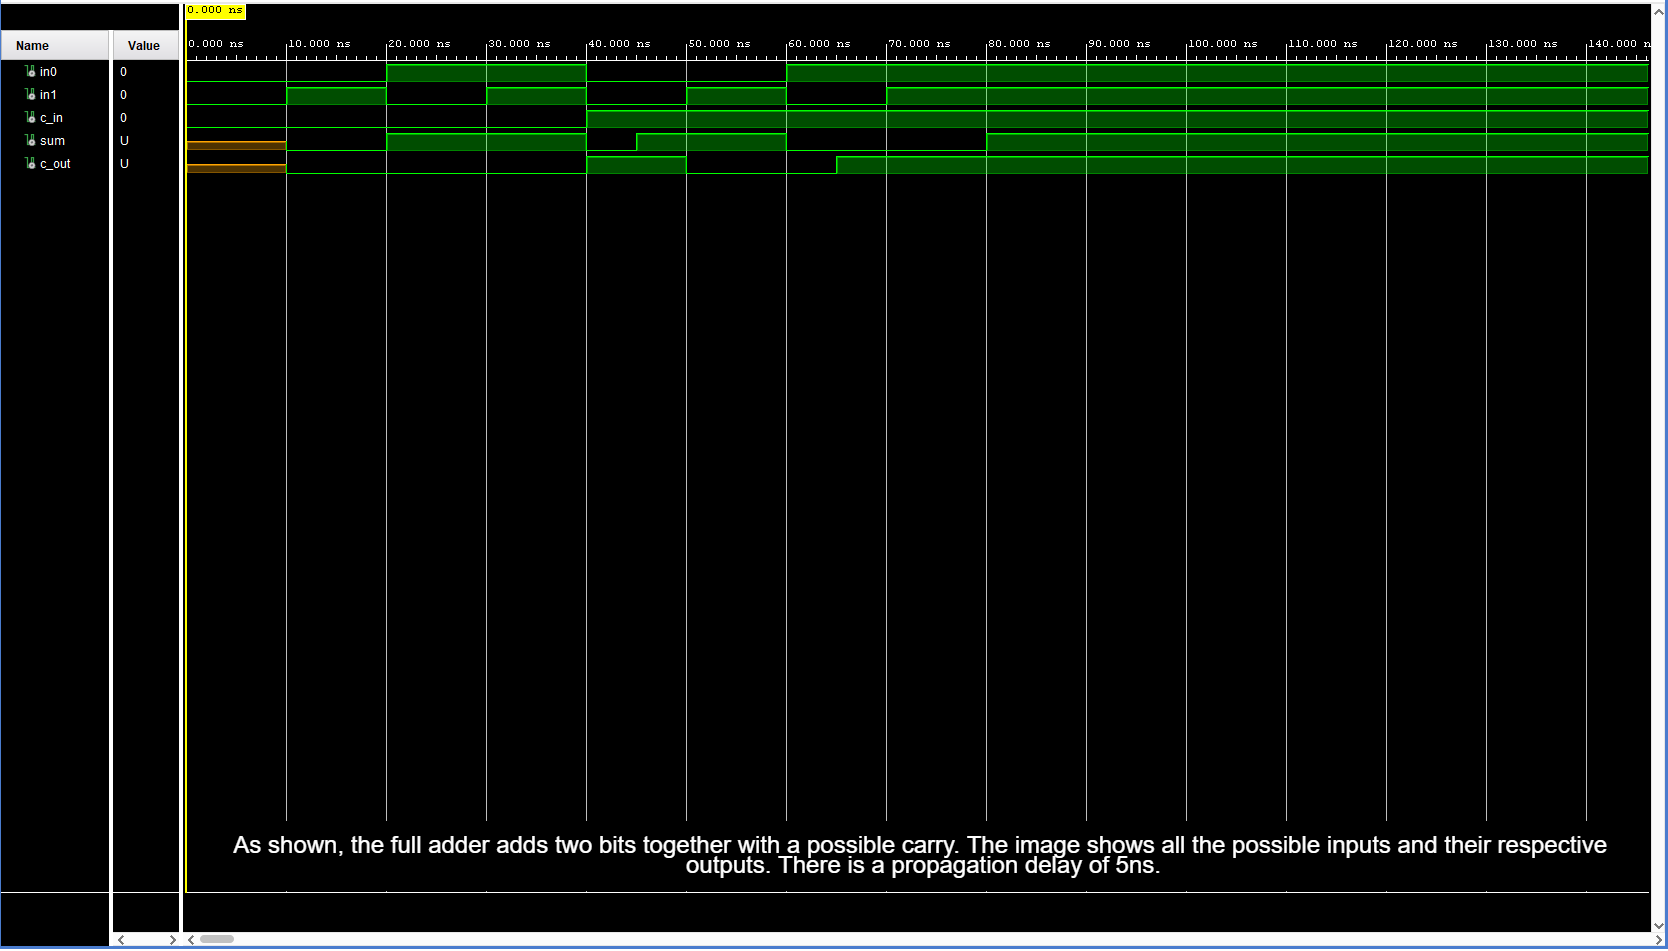 0.000 ns
Name Value
0.000 ns 10.000 ns 20.000 ns 30.000 ns 40.000 ns 50.000 ns 60.000 ns 70.000 ns 80.000 ns 90.000 ns 100.000 ns 110.000 ns 120.000 ns 130.000 ns 140.000 n
in0 0
in1 0
c_in 0
sum U
c_out U
As shown, the full adder adds two bits together with a possible carry. The image shows all the possible inputs and their respective
outputs. There is a propagation delay of 5ns.